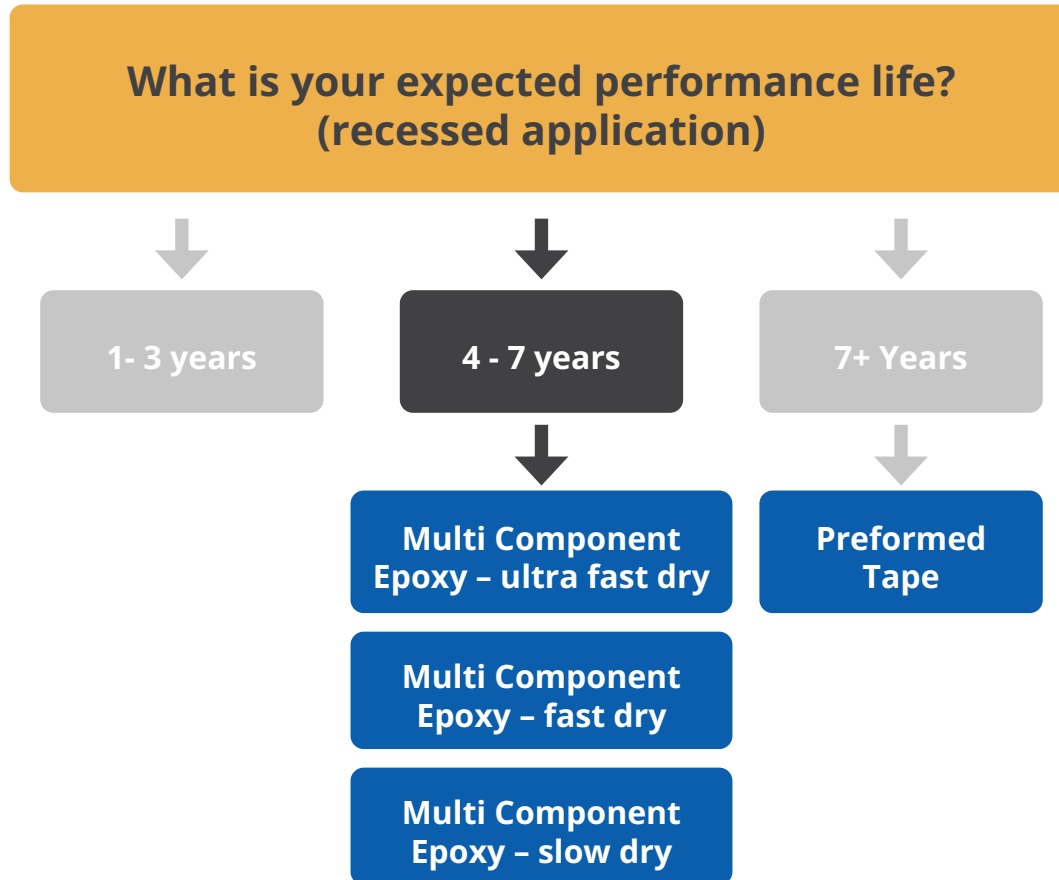 What is your expected performance life?
(recessed application)
1- 3 years
4 - 7 years
7+ Years
Multi Component
Epoxy – ultra fast dry
Preformed
Tape
Multi Component
Epoxy – fast dry
Multi Component
Epoxy – slow dry